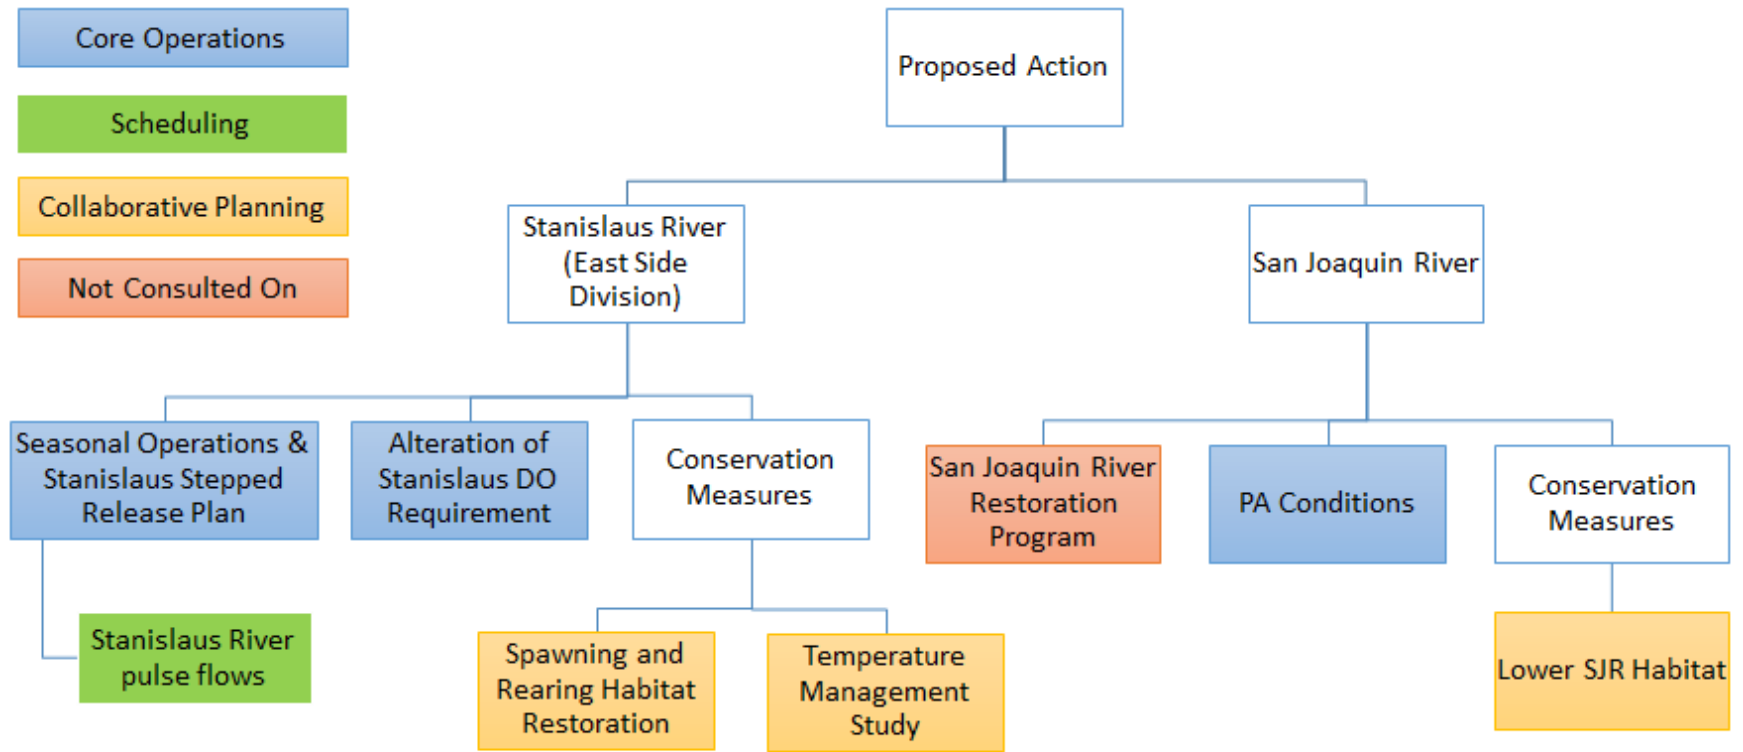 Core Operations
Scheduling
Collaborative Planning
Not Consulted On
Proposed Action
Stanislaus River
(East Side
Division)
San Joaquin River
Seasonal Operations &
Stanislaus Stepped
Release Plan
Alteration of
Stanislaus DO
Requirement
Conservation
Measures
San Joaquin River
Restoration
Program
PA Conditions
Conservation
Measures
Stanislaus River
pulse flows
Spawning and
Rearing Habitat
Restoration
Temperature
Management
Study
Lower SJR Habitat